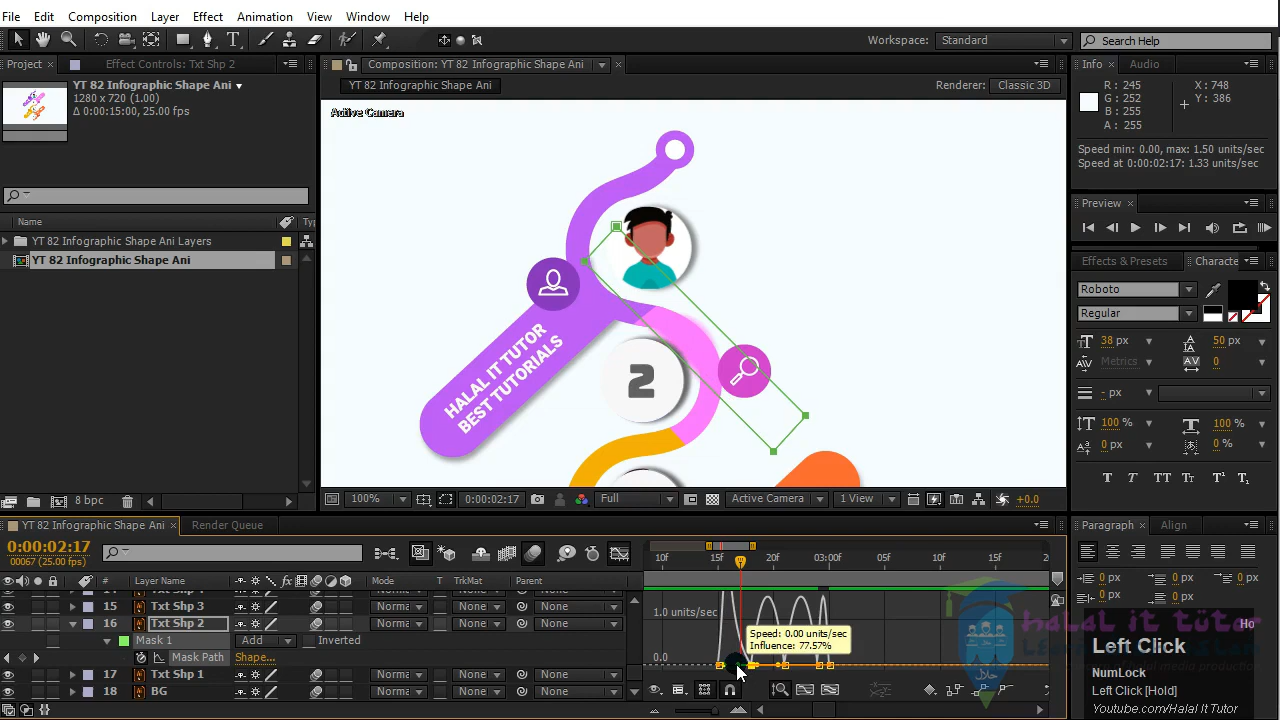 File Edit Composition Layer Effect Animation View Window Help
Workspace: Standard Search Help
Project Effect Controls: Txt Shp 2
Composition: YT 82 Infographic Shape Ani
Info Audio
YT 82 Infographic Shape Ani
1280 x 720 (1.00)
Δ 0:00:15:00, 25.00 fps
YT 82 Infographic Shape Ani
Renderer: Classic 3D
Active Camera
R : 245
G : 252
B : 255
A : 255
X : 748
Y : 386
Speed min: 0.00, max: 1.50 units/sec
Speed at 0:00:02:17: 1.33 units/sec
Preview
Name Ty
YT 82 Infographic Shape Ani Layers
YT 82 Infographic Shape Ani
Effects & Presets Characte
Roboto
Regular
38 px 50 px
Metrics 0
- px
100 % 100 %
0 px 0 %
T T TT Tt T¹ T₁
HALAL IT TUTOR
BEST TUTORIALS
2
8 bpc
100% 0:00:02:17 Full Active Camera 1 View +0.0
YT 82 Infographic Shape Ani Render Queue
Paragraph Align
0:00:02:17
00067 (25.00 fps)
10f 15f 20f 03:00f 05f 10f 15f 2
# Layer Name Mode T TrkMat Parent
15 Txt Shp 3 Norma None None
16 Txt Shp 2 Norma None None
Mask 1 Add Inverted
Mask Path Shape...
17 Txt Shp 1 Norma None None
18 BG Norma None None
1.0 units/sec
0.0
Speed: 0.00 units/sec
Influence: 77.57%
0 px 0 px 0 px
0 px 0 px
halal it tutor
Left Click
NumLock
Left Click [Hold]
Youtube.com/Halal It Tutor